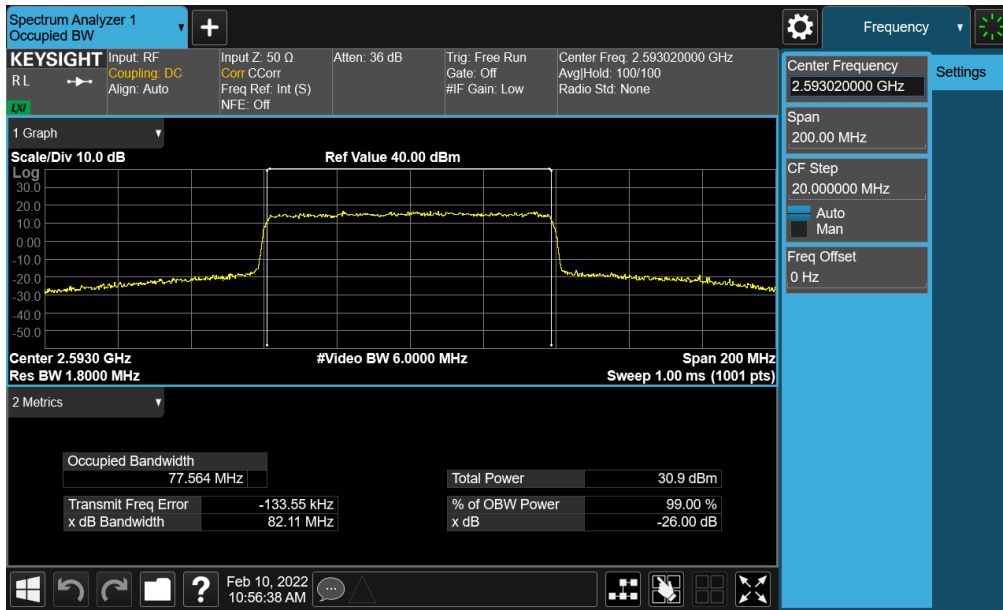 Spectrum Analyzer 1
Occupied BW
Frequency
KEYSIGHT
RL
LXI
Input: RF
Coupling: DC
Align: Auto
Input Z: 50 Ω
Corr CCorr
Freq Ref: Int (S)
NFE: Off
Atten: 36 dB
Trig: Free Run
Gate: Off
#IF Gain: Low
Center Freq: 2.593020000 GHz
Avg|Hold: 100/100
Radio Std: None
Center Frequency
2.593020000 GHz
Settings
Span
200.00 MHz
CF Step
20.000000 MHz
Auto
Man
Freq Offset
0 Hz
1 Graph
Scale/Div 10.0 dB
Ref Value 40.00 dBm
Log
30.0
20.0
10.0
0.00
-10.0
-20.0
-30.0
-40.0
-50.0
Center 2.5930 GHz
#Video BW 6.0000 MHz
Span 200 MHz
Res BW 1.8000 MHz
Sweep 1.00 ms (1001 pts)
2 Metrics
Occupied Bandwidth
77.564 MHz
Total Power 30.9 dBm
Transmit Freq Error -133.55 kHz
% of OBW Power 99.00 %
x dB Bandwidth 82.11 MHz
x dB -26.00 dB
?
Feb 10, 2022
10:56:38 AM